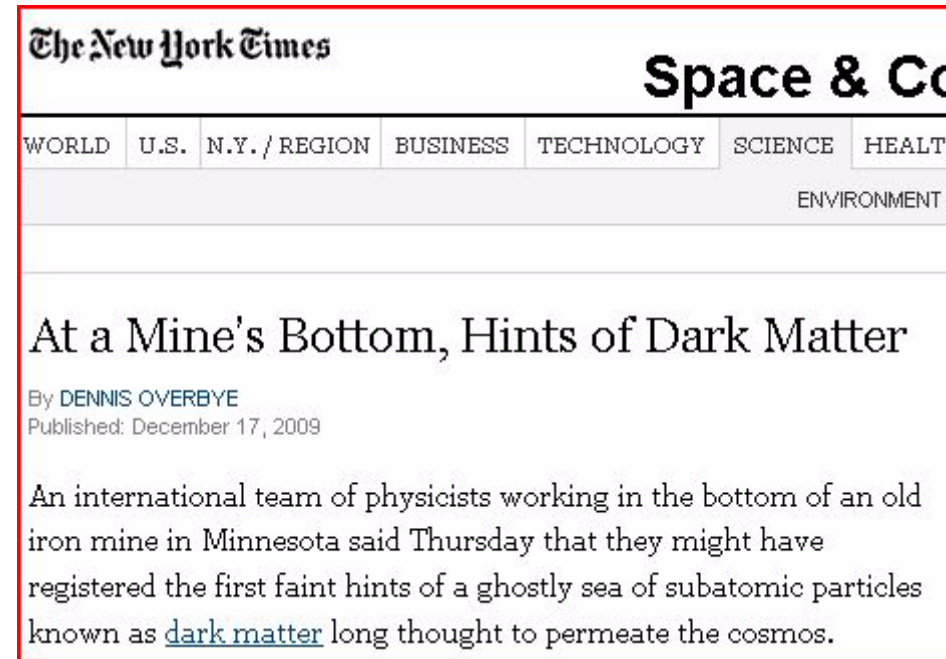 The New York Times
Space & Co
WORLD U.S. N.Y. / REGION BUSINESS TECHNOLOGY SCIENCE HEALT
ENVIRONMENT
At a Mine's Bottom, Hints of Dark Matter
By DENNIS OVERBYE
Published: December 17, 2009
An international team of physicists working in the bottom of an old
iron mine in Minnesota said Thursday that they might have
registered the first faint hints of a ghostly sea of subatomic particles
known as dark matter long thought to permeate the cosmos.